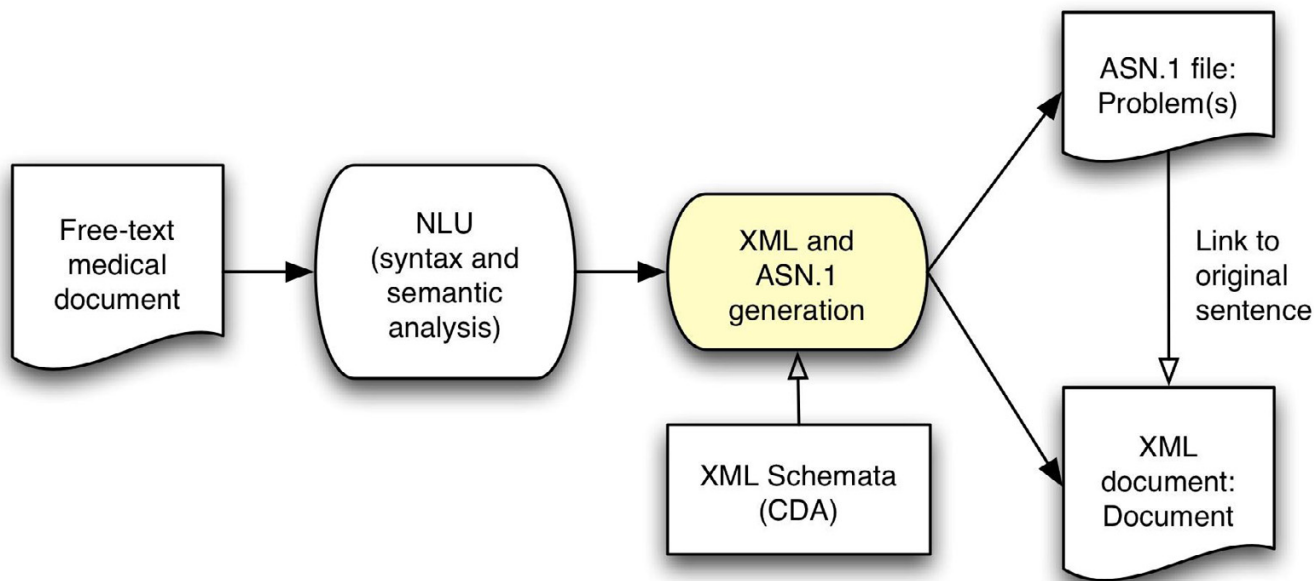 Free-text
medical
document
NLU
(syntax and
semantic
analysis)
XML and
ASN.1
generation
XML Schemata
(CDA)
ASN.1 file:
Problem(s)
Link to
original
sentence
XML
document:
Document